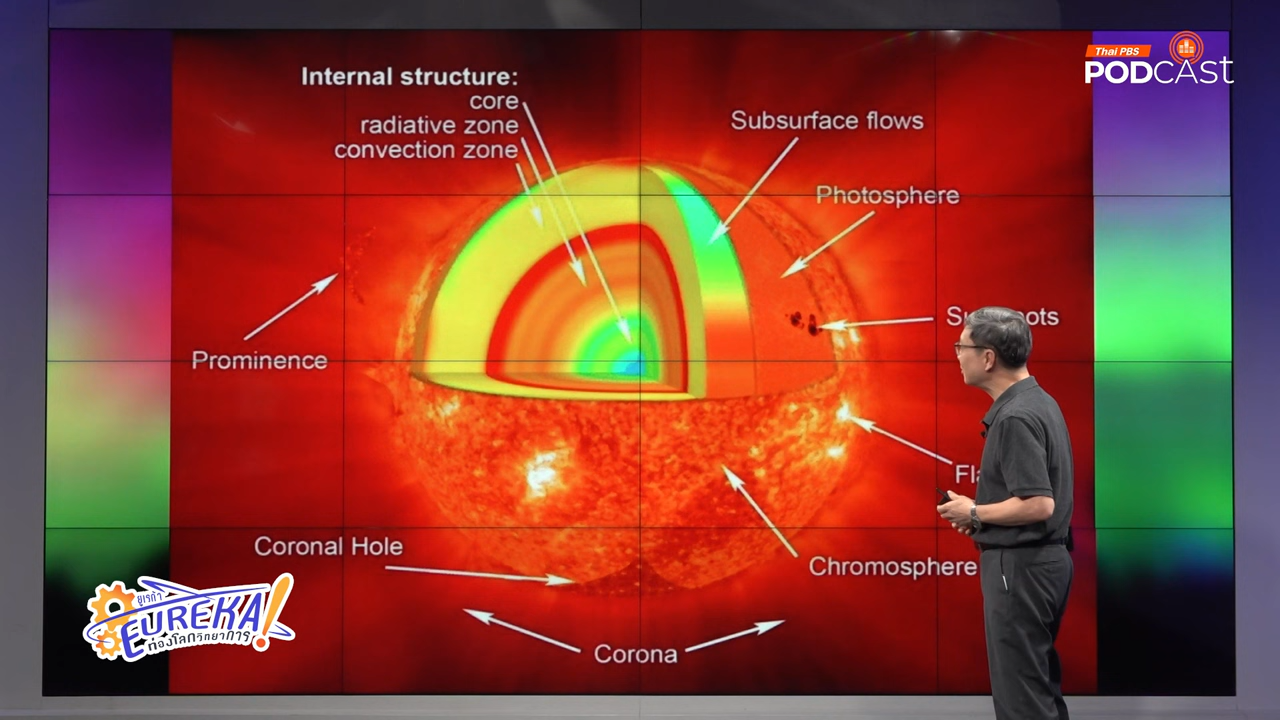 Thai PBS
PODCAST
Internal structure:
core
radiative zone
convection zone
Subsurface flows
Photosphere
Prominence
Coronal Hole
Chromosphere
Corona
ยูเรก้า
EUREKA!
ท่องโลกวิทยาการ